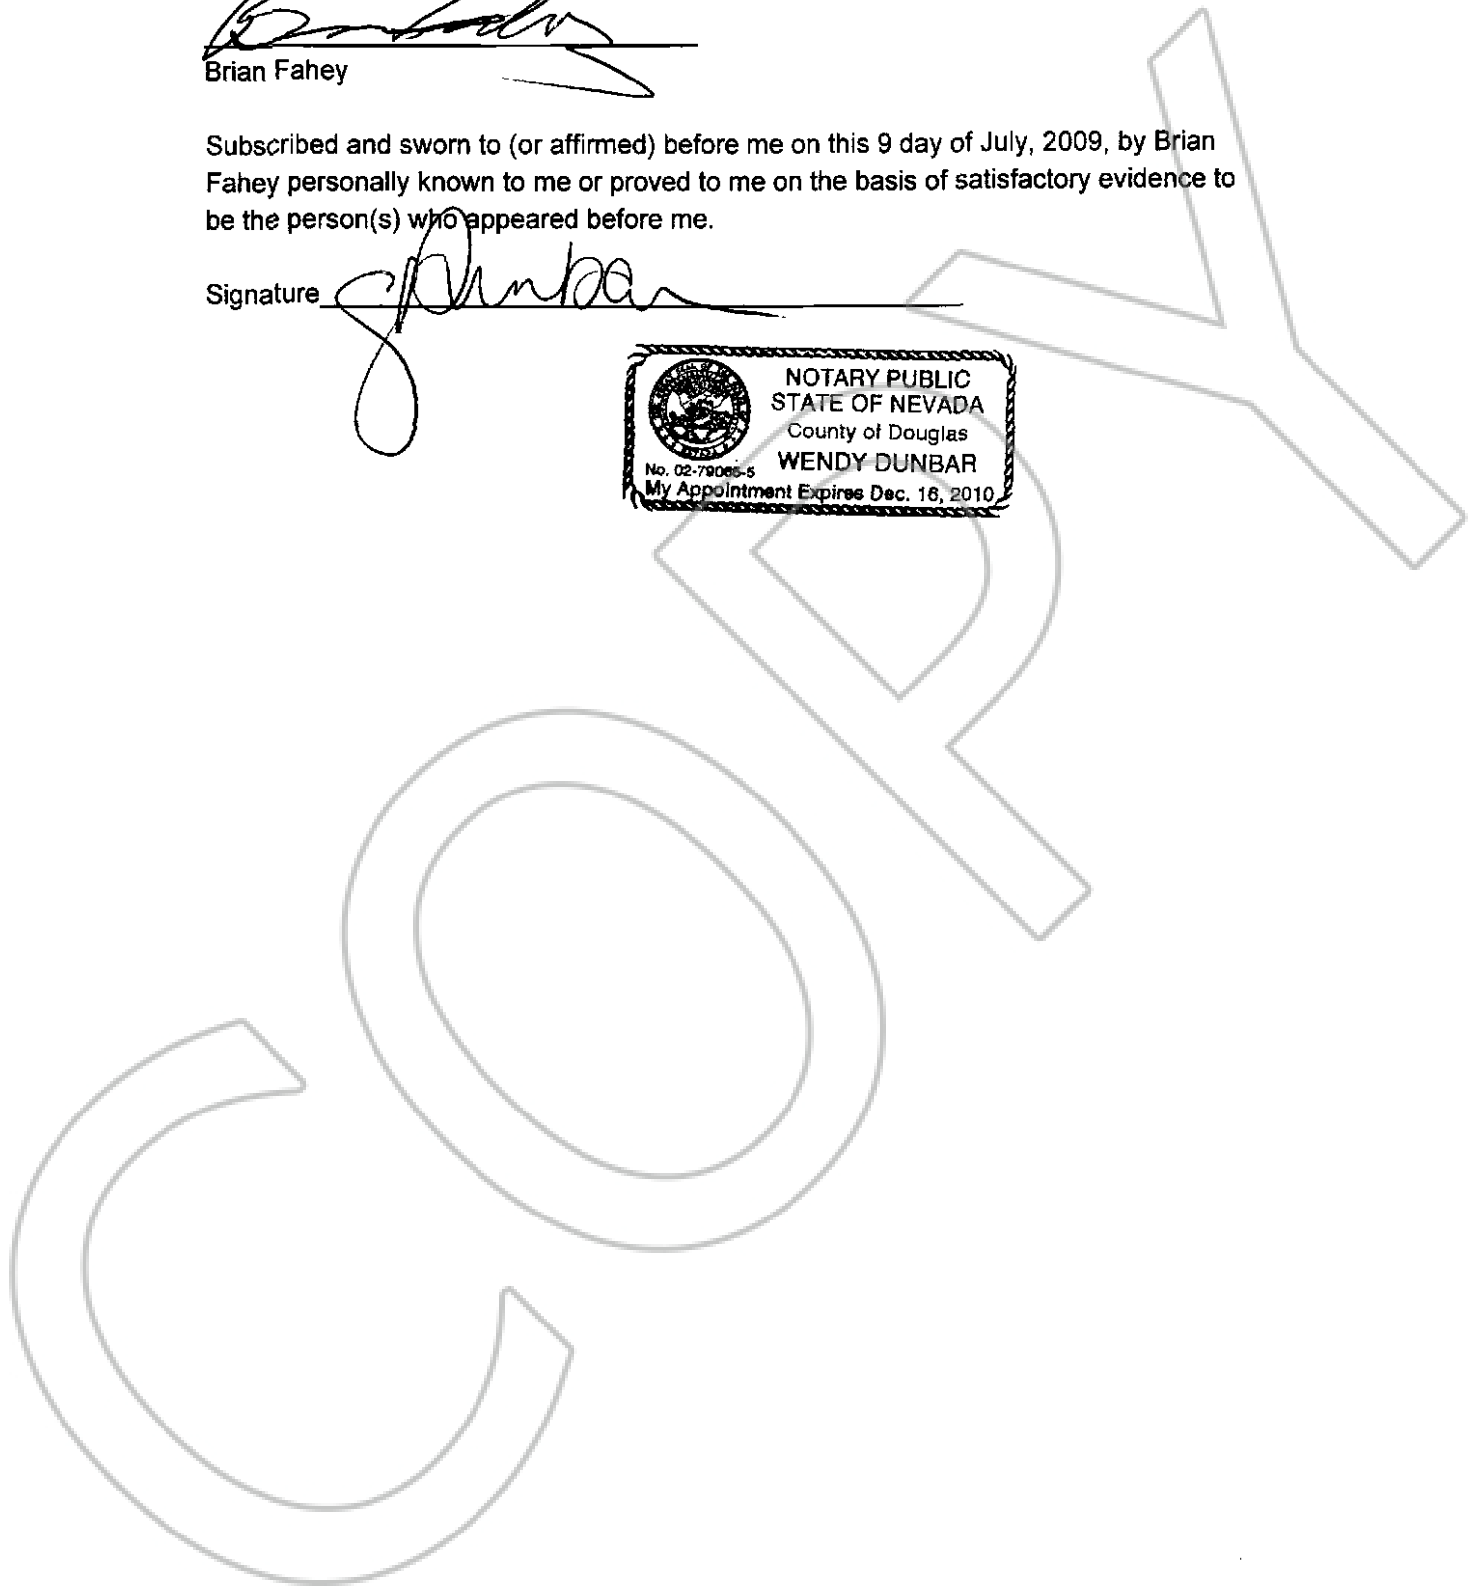 Brian Fahey
Subscribed and sworn to (or affirmed) before me on this 9 day of July, 2009, by Brian
Fahey personally known to me or proved to me on the basis of satisfactory evidence to
be the person(s) who appeared before me.
Signature
NOTARY PUBLIC
STATE OF NEVADA
County of Douglas
WENDY DUNBAR
No. 02-79065-5
My Appointment Expires Dec. 16, 2010
COPY